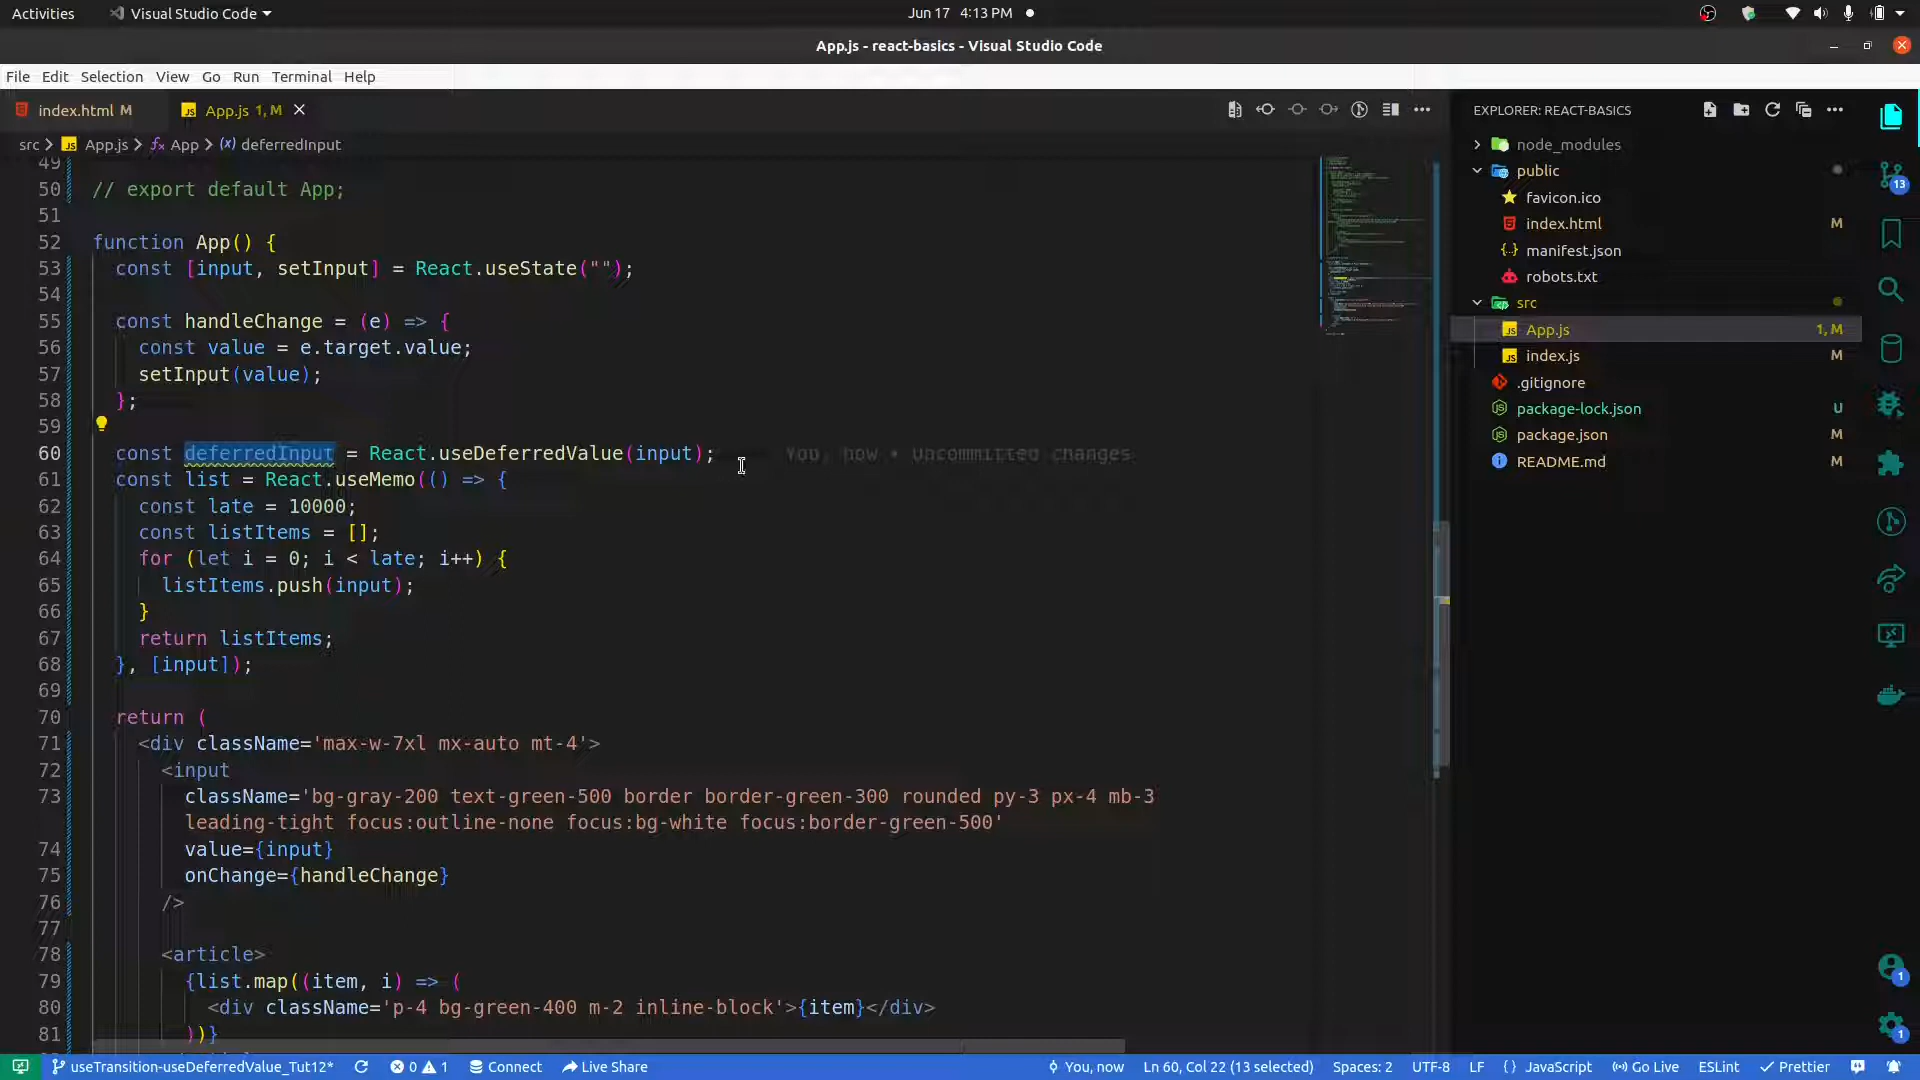 Activities Visual Studio Code Jun 17 4:13 PM
App.js - react-basics - Visual Studio Code
File Edit Selection View Go Run Terminal Help
index.html M App.js 1, M
src App.js App deferredInput
49
50 // export default App;
51
52 function App() {
53 const [input, setInput] = React.useState("");
54
55 const handleChange = (e) => {
56 const value = e.target.value;
57 setInput(value);
58 };
59
60 const deferredInput = React.useDeferredValue(input); You, now • Uncommitted changes
61 const list = React.useMemo(() => {
62 const late = 10000;
63 const listItems = [];
64 for (let i = 0; i < late; i++) {
65 listItems.push(input);
66 }
67 return listItems;
68 }, [input]);
69
70 return (
71 <div className='max-w-7xl mx-auto mt-4'>
72 <input
73 className='bg-gray-200 text-green-500 border border-green-300 rounded py-3 px-4 mb-3
leading-tight focus:outline-none focus:bg-white focus:border-green-500'
74 value={input}
75 onChange={handleChange}
76 />
77
78 <article>
79 {list.map((item, i) => (
80 <div className='p-4 bg-green-400 m-2 inline-block'>{item}</div>
81 ))}
EXPLORER: REACT-BASICS
node_modules
public
favicon.ico
index.html M
manifest.json
robots.txt
src
App.js 1, M
index.js M
.gitignore
package-lock.json U
package.json M
README.md M
13
1
1
useTransition-useDeferredValue_Tut12* 0 1 Connect Live Share You, now Ln 60, Col 22 (13 selected) Spaces: 2 UTF-8 LF {} JavaScript Go Live ESLint Prettier